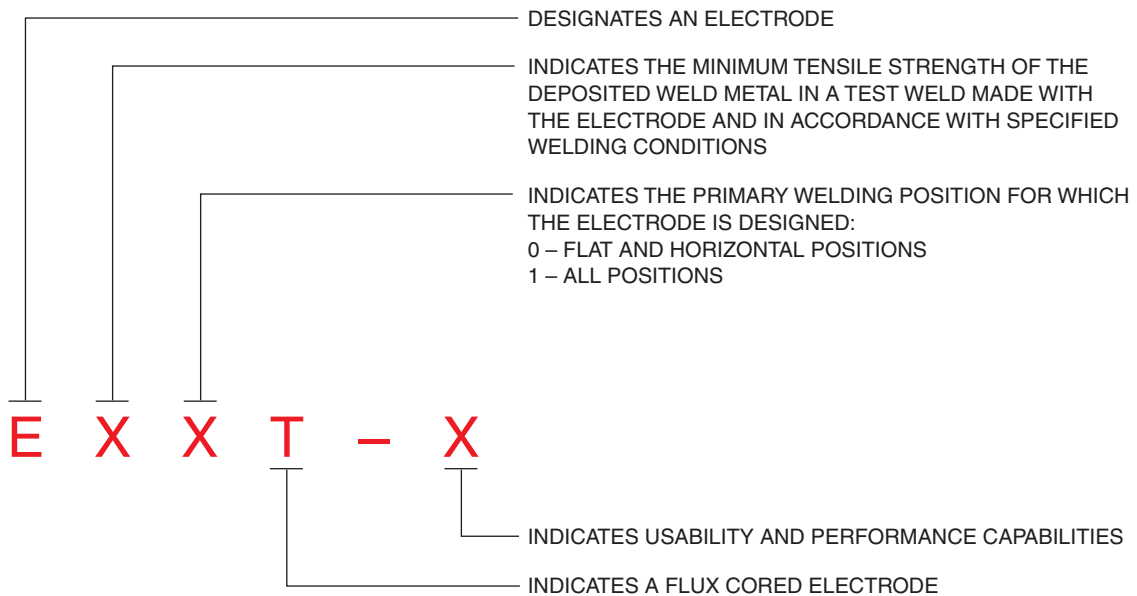 DESIGNATES AN ELECTRODE
INDICATES THE MINIMUM TENSILE STRENGTH OF THE
DEPOSITED WELD METAL IN A TEST WELD MADE WITH
THE ELECTRODE AND IN ACCORDANCE WITH SPECIFIED
WELDING CONDITIONS
INDICATES THE PRIMARY WELDING POSITION FOR WHICH
THE ELECTRODE IS DESIGNED:
0 – FLAT AND HORIZONTAL POSITIONS
1 – ALL POSITIONS
E X X T – X
INDICATES USABILITY AND PERFORMANCE CAPABILITIES
INDICATES A FLUX CORED ELECTRODE